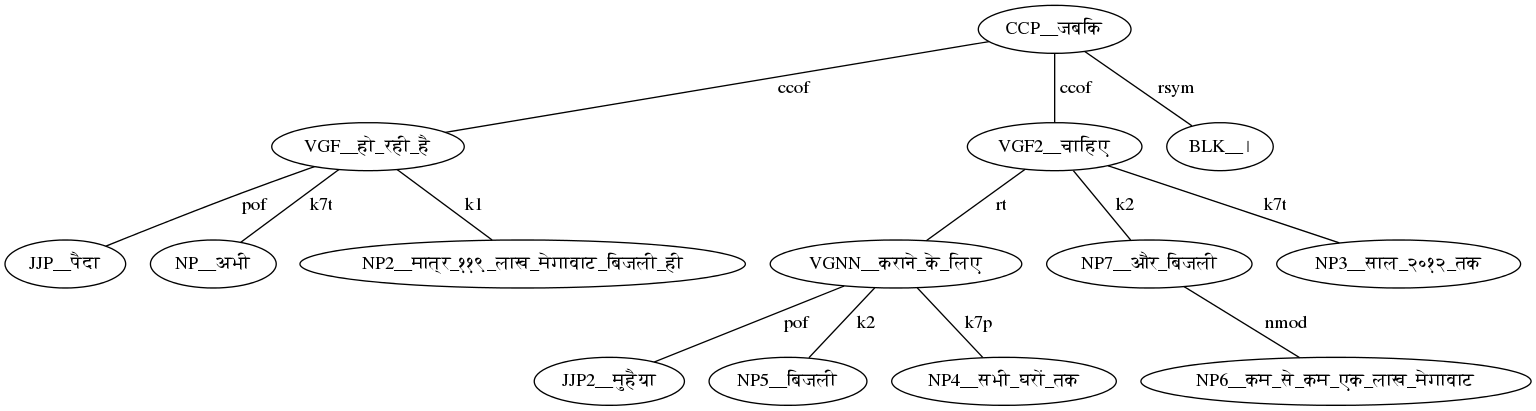 CCP__जबकि
ccof ccof rsym
VGF__हो_रही_है VGF2__चाहिए BLK__।
pof k7t k1 rt k2 k7t
JJP__पैदा NP__अभी NP2__मात्र_११९_लाख_मेगावाट_बिजली_ही VGNN__कराने_के_लिए NP7__और_बिजली NP3__साल_२०१२_तक
pof k2 k7p nmod
JJP2__मुहैया NP5__बिजली NP4__सभी_घरों_तक NP6__कम_से_कम_एक_लाख_मेगावाट